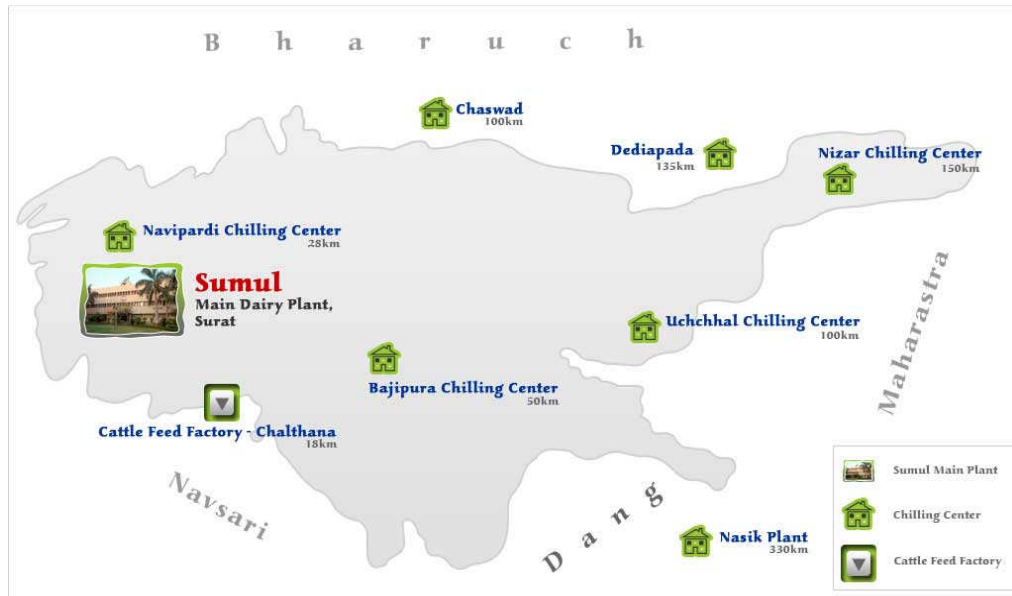 Bharuch
Chaswad
100km
Dediapada
135km
Nizar Chilling Center
150km
Navipardi Chilling Center
28km
Sumul
Main Dairy Plant,
Surat
Uchchhal Chilling Center
100km
Maharastra
Bajipura Chilling Center
50km
Cattle Feed Factory - Chalthana
18km
Navsari
Dang
Nasik Plant
330km
Sumul Main Plant
Chilling Center
Cattle Feed Factory